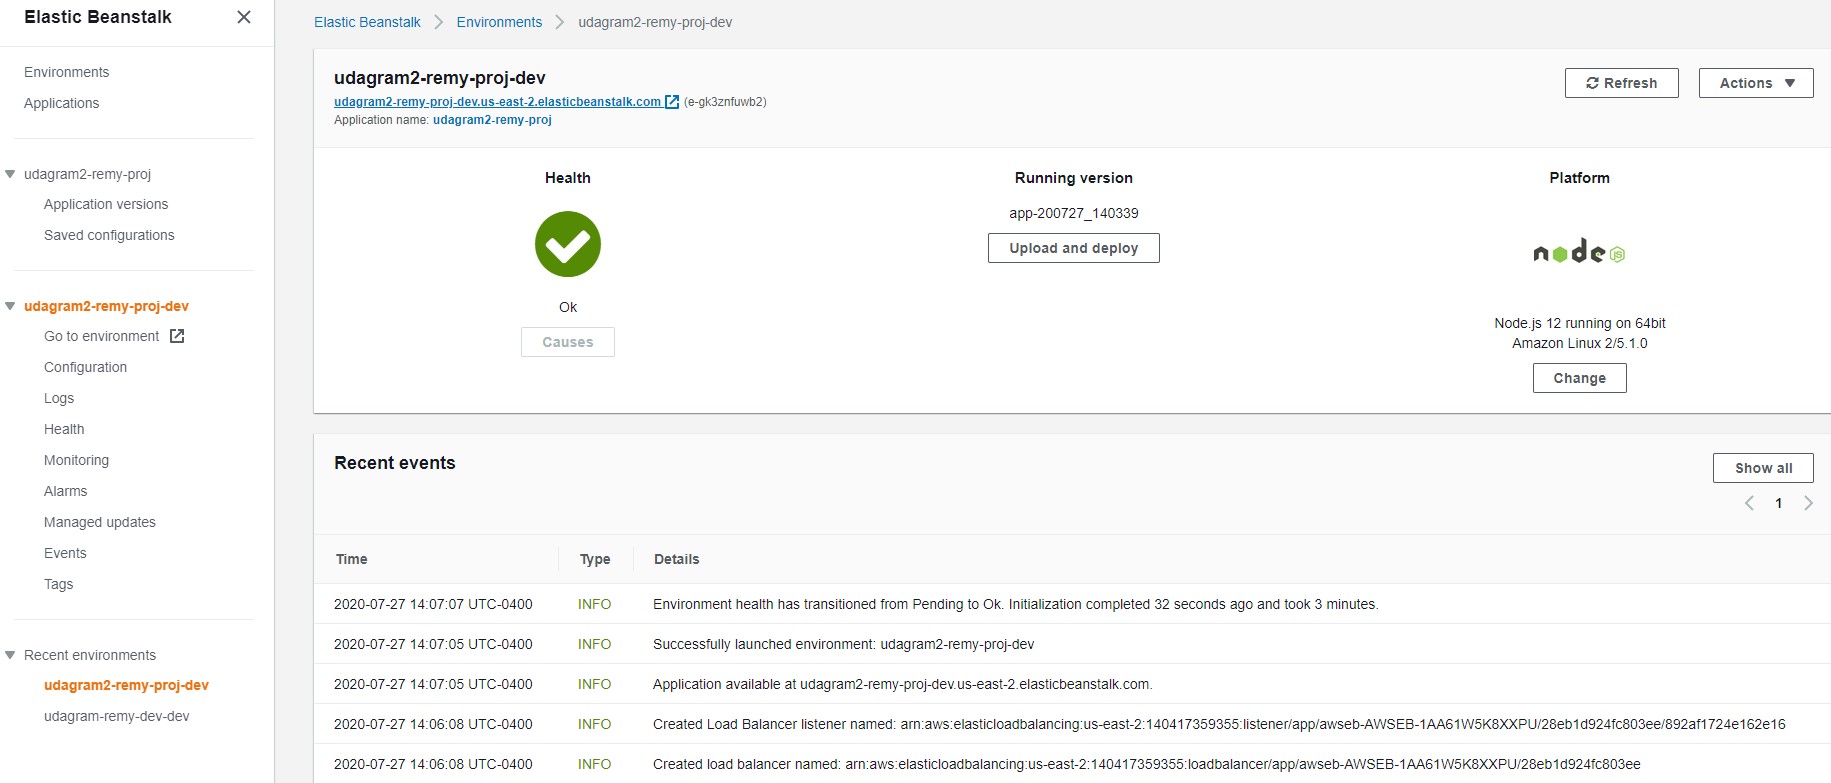 Elastic Beanstalk
Environments
Applications
udagram2-remy-proj
Application versions
Saved configurations
udagram2-remy-proj-dev
Go to environment
Configuration
Logs
Health
Monitoring
Alarms
Managed updates
Events
Tags
Recent environments
udagram2-remy-proj-dev
udagram-remy-dev-dev
Elastic Beanstalk > Environments > udagram2-remy-proj-dev
udagram2-remy-proj-dev
udagram2-remy-proj-dev.us-east-2.elasticbeanstalk.com (e-gk3znfuwb2)
Application name: udagram2-remy-proj
Refresh
Actions
Health
Ok
Causes
Running version
app-200727_140339
Upload and deploy
Platform
node JS
Node.js 12 running on 64bit
Amazon Linux 2/5.1.0
Change
Recent events
Show all
1
Time Type Details
2020-07-27 14:07:07 UTC-0400 INFO Environment health has transitioned from Pending to Ok. Initialization completed 32 seconds ago and took 3 minutes.
2020-07-27 14:07:05 UTC-0400 INFO Successfully launched environment: udagram2-remy-proj-dev
2020-07-27 14:07:05 UTC-0400 INFO Application available at udagram2-remy-proj-dev.us-east-2.elasticbeanstalk.com.
2020-07-27 14:06:08 UTC-0400 INFO Created Load Balancer listener named: arn:aws:elasticloadbalancing:us-east-2:140417359355:listener/app/awseb-AWSEB-1AA61W5K8XXPU/28eb1d924fc803ee/892af1724e162e16
2020-07-27 14:06:08 UTC-0400 INFO Created load balancer named: arn:aws:elasticloadbalancing:us-east-2:140417359355:loadbalancer/app/awseb-AWSEB-1AA61W5K8XXPU/28eb1d924fc803ee